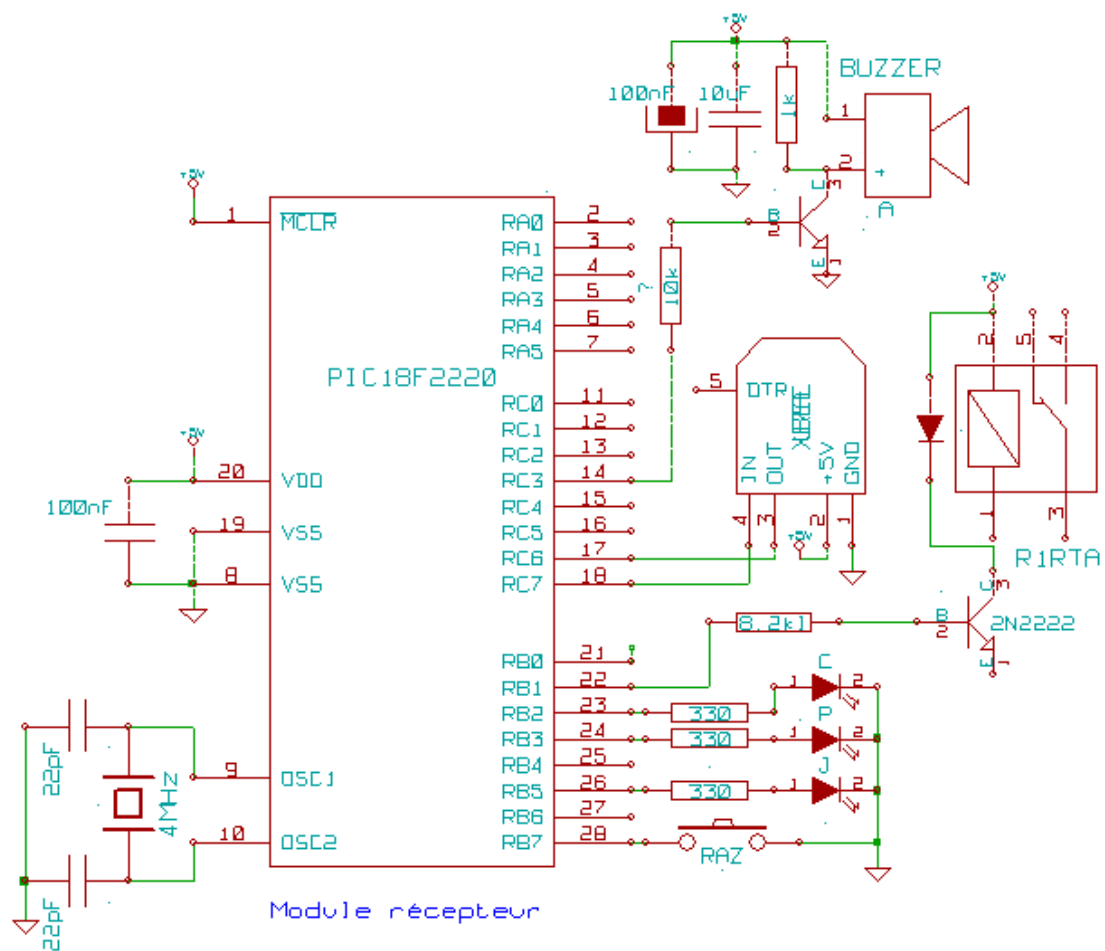 +5V
BUZZER
100nF
10uF
1k
1
2
+
A
C
3
B
2
E
1
+5V
1
MCLR
RA0 2
RA1 3
RA2 4
RA3 5
RA4 6
RA5 7
?
10k
PIC18F2220
RC0 11
RC1 12
RC2 13
RC3 14
RC4 15
RC5 16
RC6 17
RC7 18
5
DTR
IN
OUT
+5V
GND
4
3
2
1
+5V
+5V
2
5
4
1
3
R1RTA
+5V
20 VDD
100nF
19 VSS
8 VSS
8.2k1
B
2
C
3
E
1
2N2222
RB0 21
RB1 22
RB2 23
RB3 24
RB4 25
RB5 26
RB6 27
RB7 28
330
330
330
1 C 2
1 P 2
1 J 2
RAZ
22pF
22pF
4MHz
9 OSC1
10 OSC2
Module récepteur